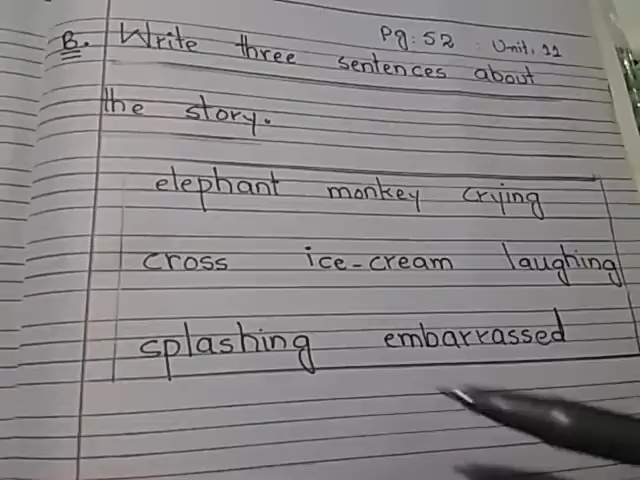 Pg: 52 : Unit, 11
B. Write three sentences about
the story.
elephant monkey crying
cross ice-cream laughing
splashing embarrassed